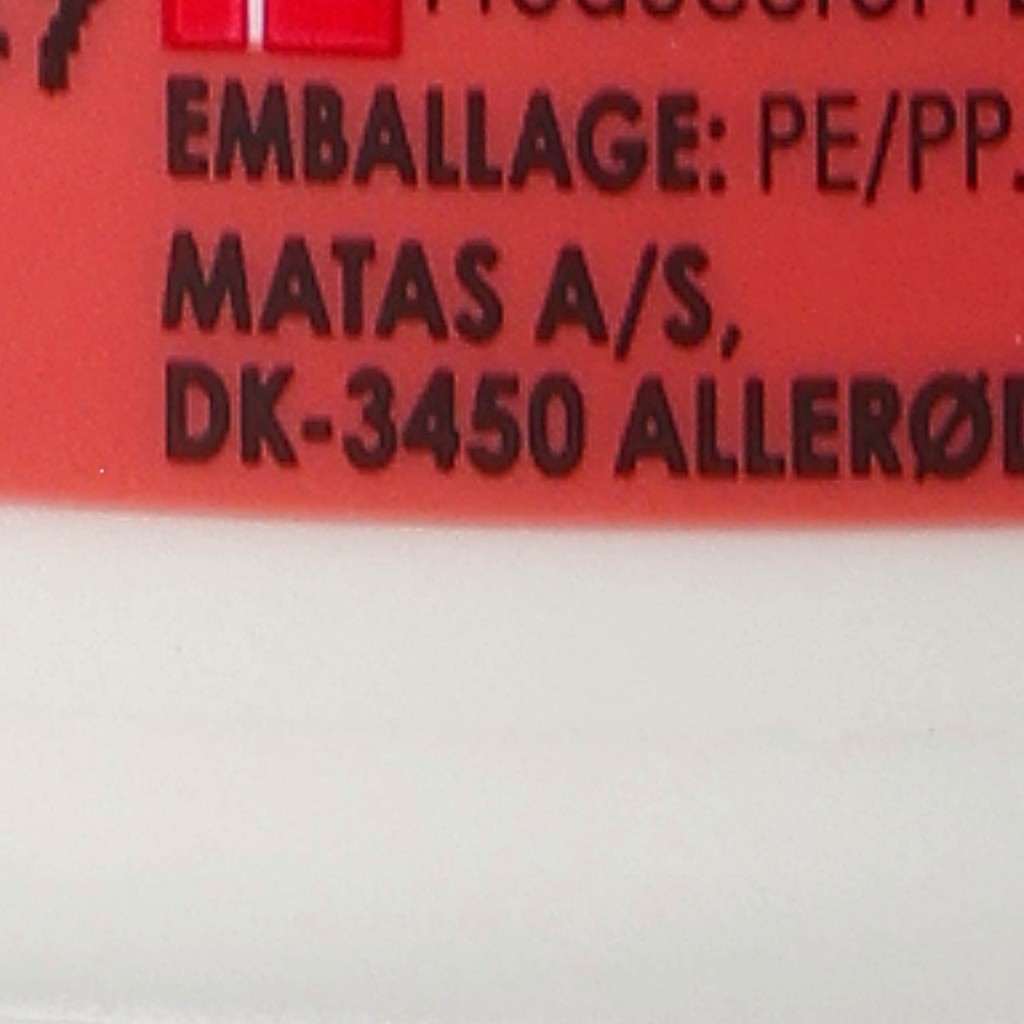 EMBALLAGE: PE/PP.
MATAS A/S,
DK-3450 ALLERØD